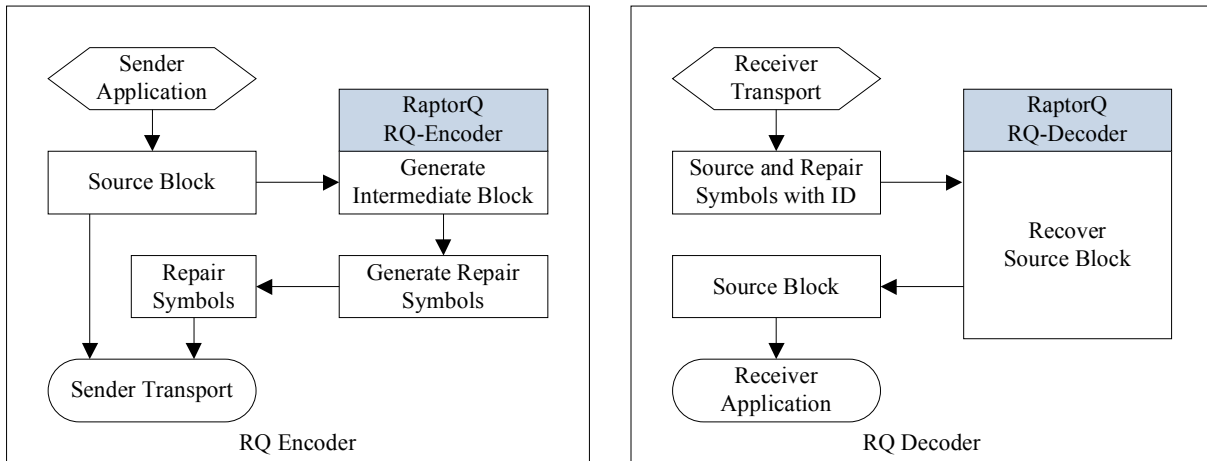 Sender
Application
Source Block
RaptorQ
RQ-Encoder
Generate
Intermediate Block
Generate Repair
Symbols
Repair
Symbols
Sender Transport
RQ Encoder
Receiver
Transport
Source and Repair
Symbols with ID
RaptorQ
RQ-Decoder
Recover
Source Block
Source Block
Receiver
Application
RQ Decoder